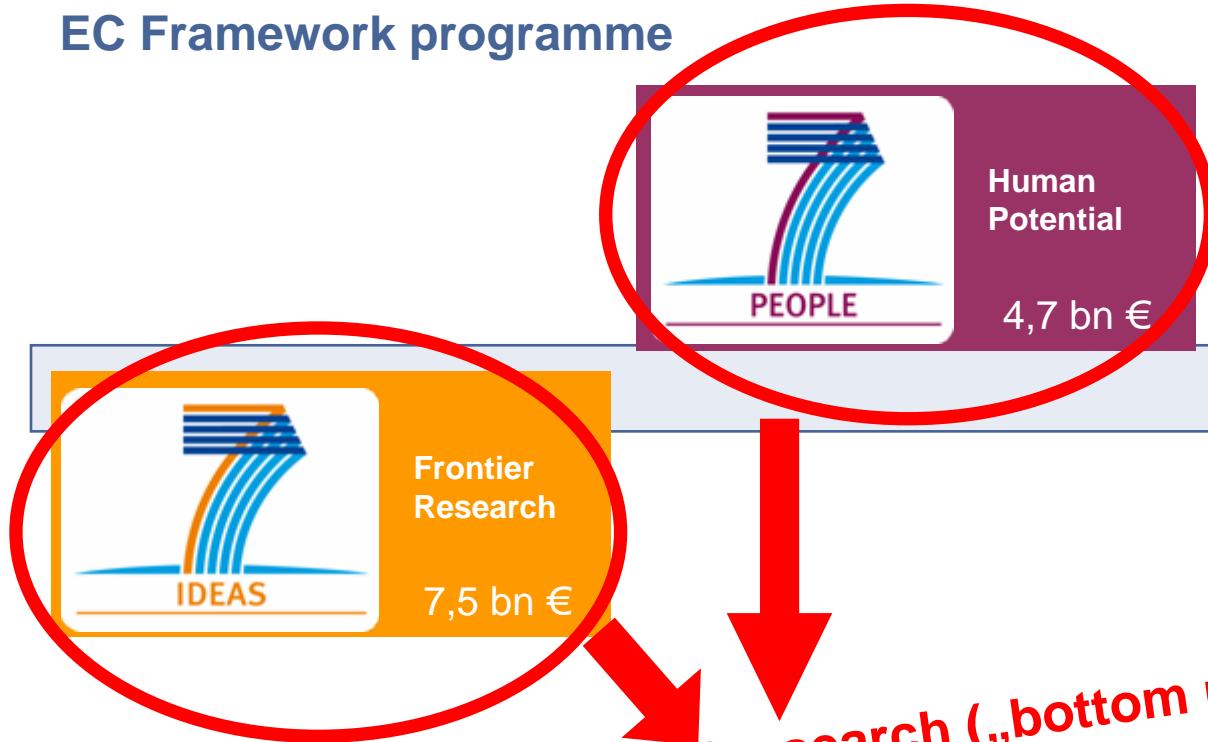 EC Framework programme
Human
Potential
PEOPLE
4,7 bn €
Frontier
Research
IDEAS
7,5 bn €
(„bottom